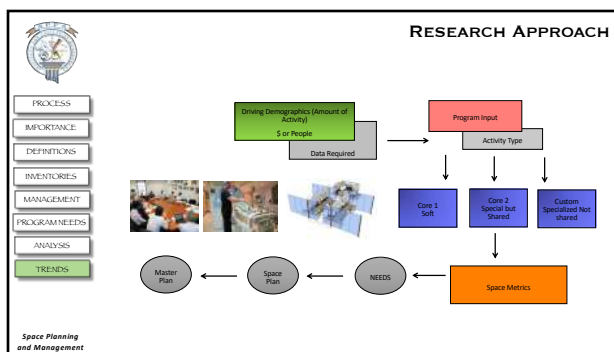 RESEARCH APPROACH
PROCESS
IMPORTANCE
DEFINITIONS
INVENTORIES
MANAGEMENT
PROGRAM NEEDS
ANALYSIS
TRENDS
Space Planning
and Management
Driving Demographics (Amount of
Activity)
$ or People
Data Required
Program Input
Activity Type
Core 1
Soft
Core 2
Special but
Shared
Custom
Specialized Not
shared
Master
Plan
Space
Plan
NEEDS
Space Metrics